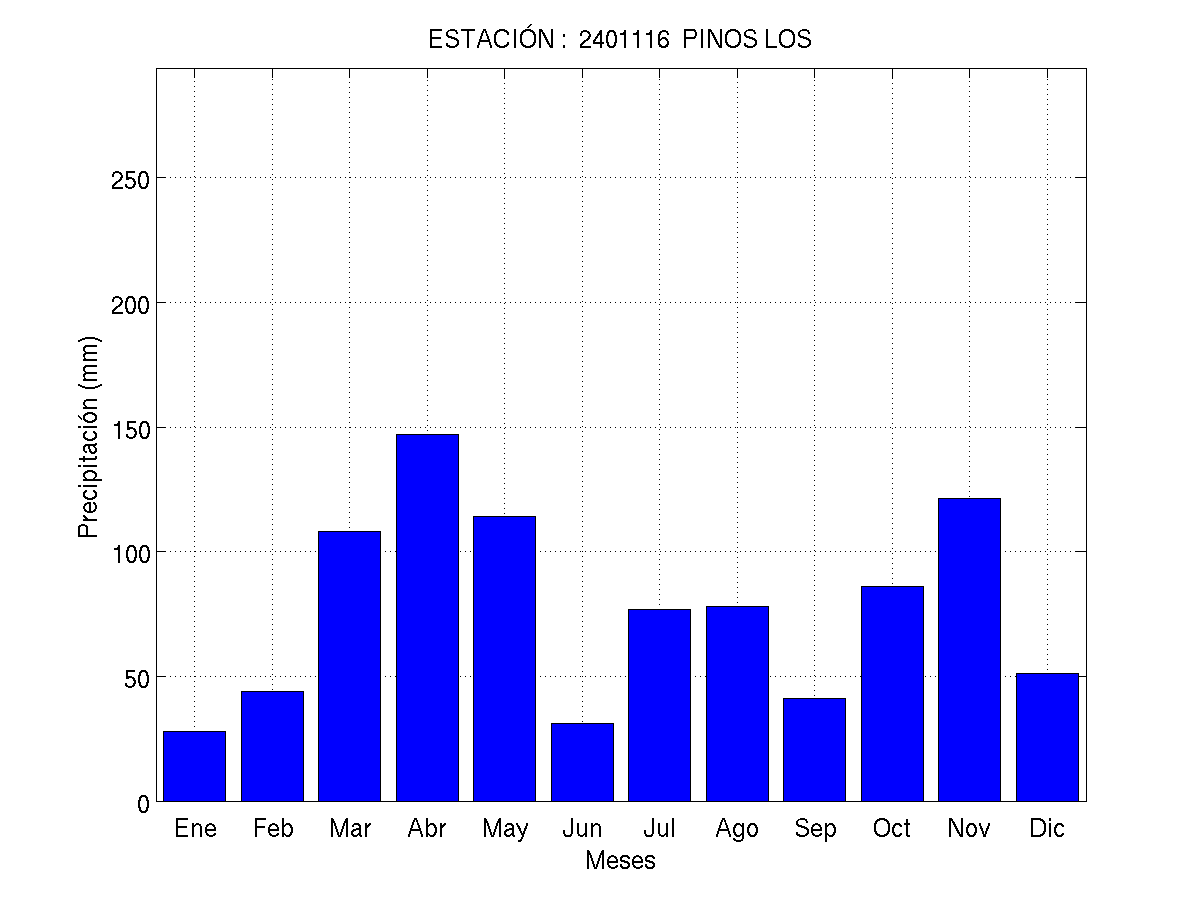 ESTACIÓN : 2401116 PINOS LOS
250
200
150
100
50
0
Precipitación (mm)
Ene Feb Mar Abr May Jun Jul Ago Sep Oct Nov Dic
Meses